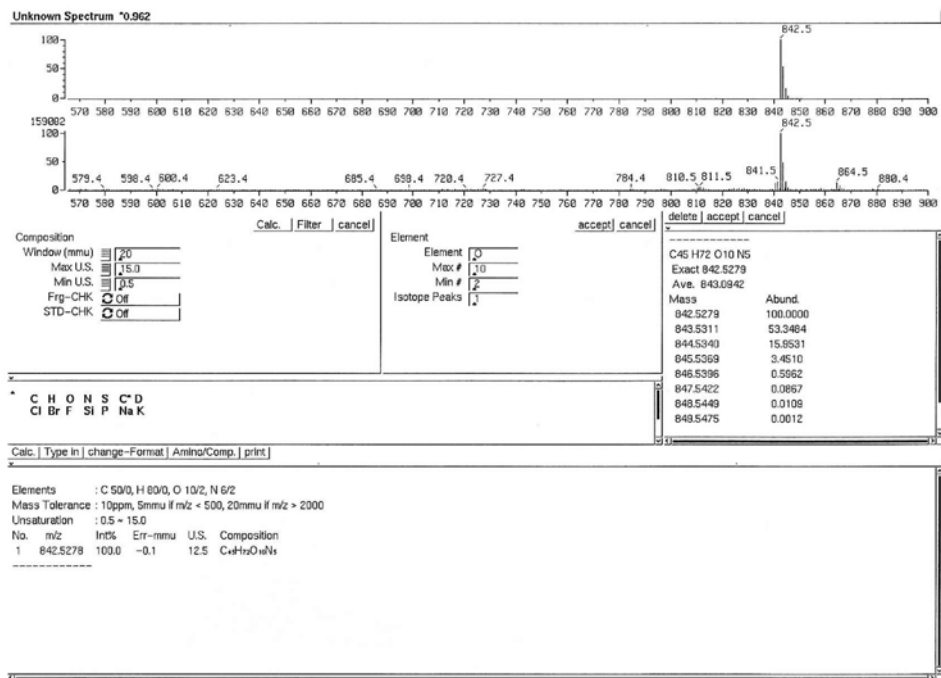 Unknown Spectrum *0.962
842.5
100
50
0
570 580 590 600 610 620 630 640 650 660 670 680 690 700 710 720 730 740 750 760 770 780 790 800 810 820 830 840 850 860 870 880 890 900
159002
842.5
100
50
0
579.4 598.4 600.4 623.4 685.4 698.4 720.4 727.4 784.4 810.5 811.5 841.5 864.5 880.4
570 580 590 600 610 620 630 640 650 660 670 680 690 700 710 720 730 740 750 760 770 780 790 800 810 820 830 840 850 860 870 880 890 900
Calc. Filter cancel
Composition
Window (mmu) 20
Max U.S. 15.0
Min U.S. 0.5
Frg-CHK Off
STD-CHK Off
accept cancel
Element
Element O
Max # 10
Min # 2
Isotope Peaks 1
delete accept cancel
-------------
C45 H72 O10 N5
Exact 842.5279
Ave. 843.0942
Mass Abund.
842.5279 100.0000
843.5311 53.3484
844.5340 15.9531
845.5369 3.4510
846.5396 0.5962
847.5422 0.0867
848.5449 0.0109
849.5475 0.0012
C H O N S C* D
Cl Br F Si P Na K
Calc. Type in change-Format Amino/Comp. print
Elements : C 50/0, H 80/0, O 10/2, N 6/2
Mass Tolerance : 10ppm, 5mmu if m/z < 500, 20mmu if m/z > 2000
Unsaturation : 0.5 ~ 15.0
No. m/z Int% Err-mmu U.S. Composition
1 842.5278 100.0 -0.1 12.5 C₄₅H₇₂O₁₀N₅
------------